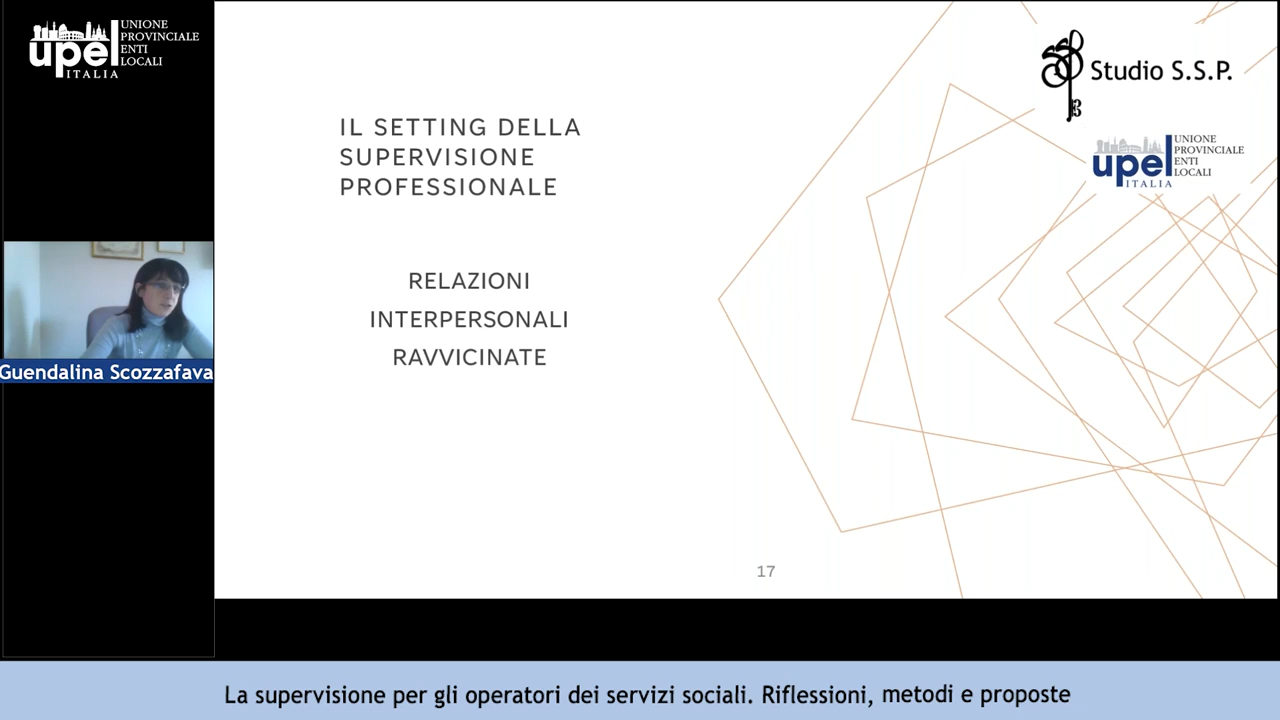 upel
ITALIA
UNIONE
PROVINCIALE
ENTI
LOCALI
IL SETTING DELLA
SUPERVISIONE
PROFESSIONALE
RELAZIONI
INTERPERSONALI
RAVVICINATE
Studio S.S.P.
upel
ITALIA
UNIONE
PROVINCIALE
ENTI
LOCALI
Guendalina Scozzafava
17
La supervisione per gli operatori dei servizi sociali. Riflessioni, metodi e proposte